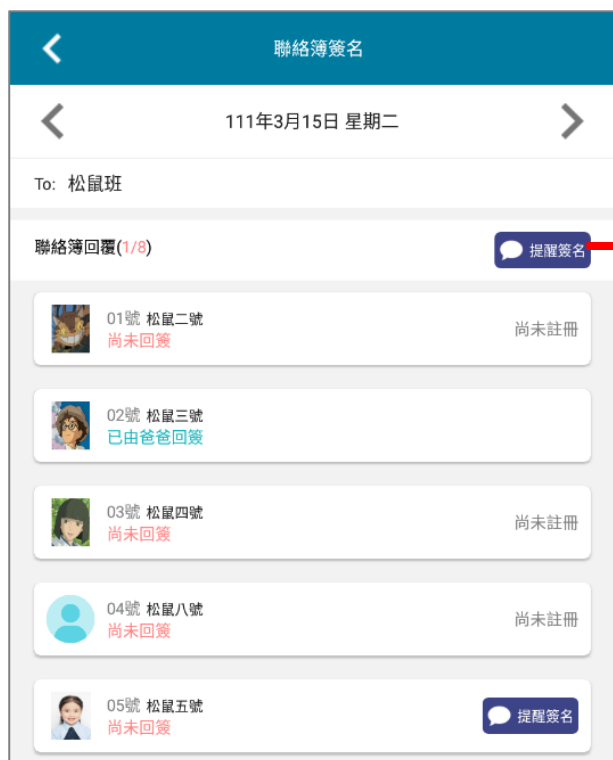 聯絡簿簽名
111年3月15日 星期二
To: 松鼠班
聯絡簿回覆(1/8)
提醒簽名
01號 松鼠二號
尚未回簽
尚未註冊
02號 松鼠三號
已由爸爸回簽
03號 松鼠四號
尚未回簽
尚未註冊
04號 松鼠八號
尚未回簽
尚未註冊
05號 松鼠五號
尚未回簽
提醒簽名